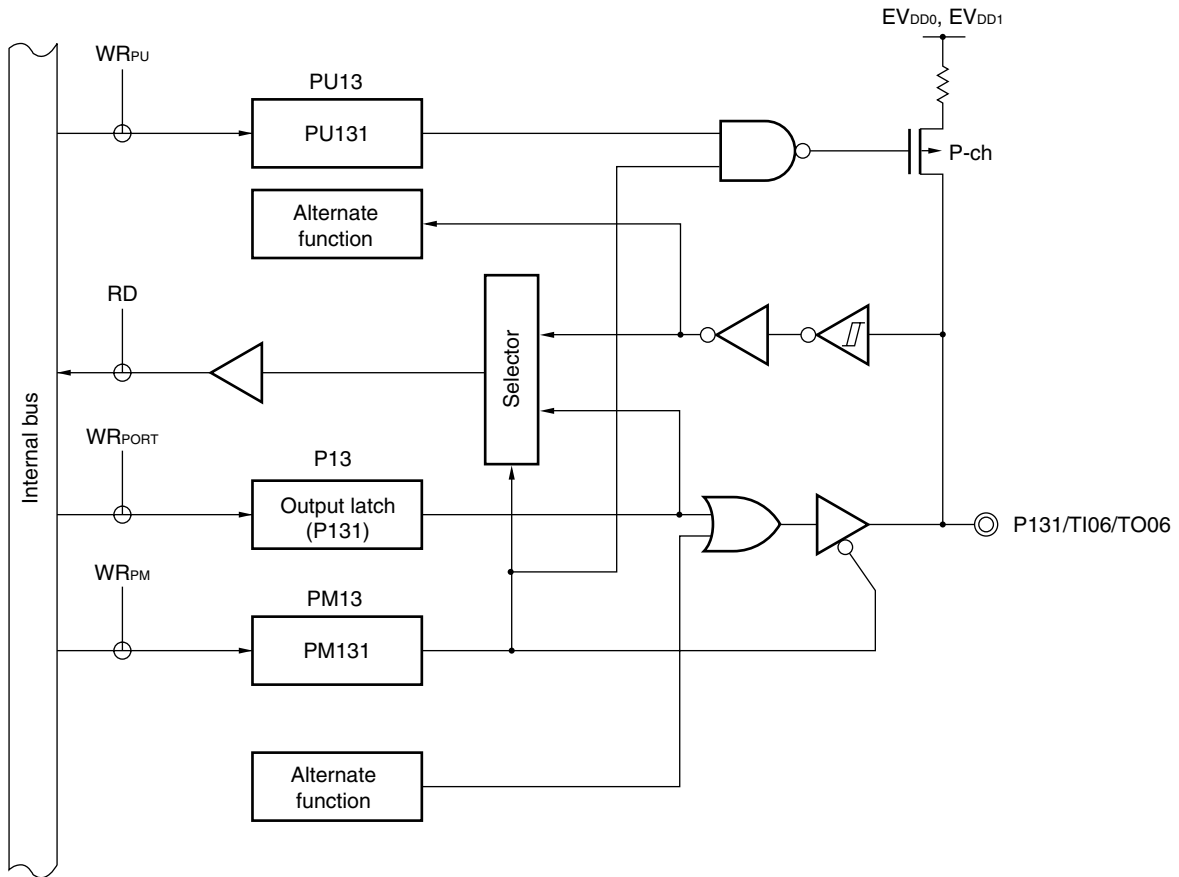 EVDD0, EVDD1
WRPU
PU13
PU131
P-ch
Alternate
function
RD
Selector
Internal bus
WRPORT
P13
Output latch
(P131)
P131/TI06/TO06
WRPM
PM13
PM131
Alternate
function